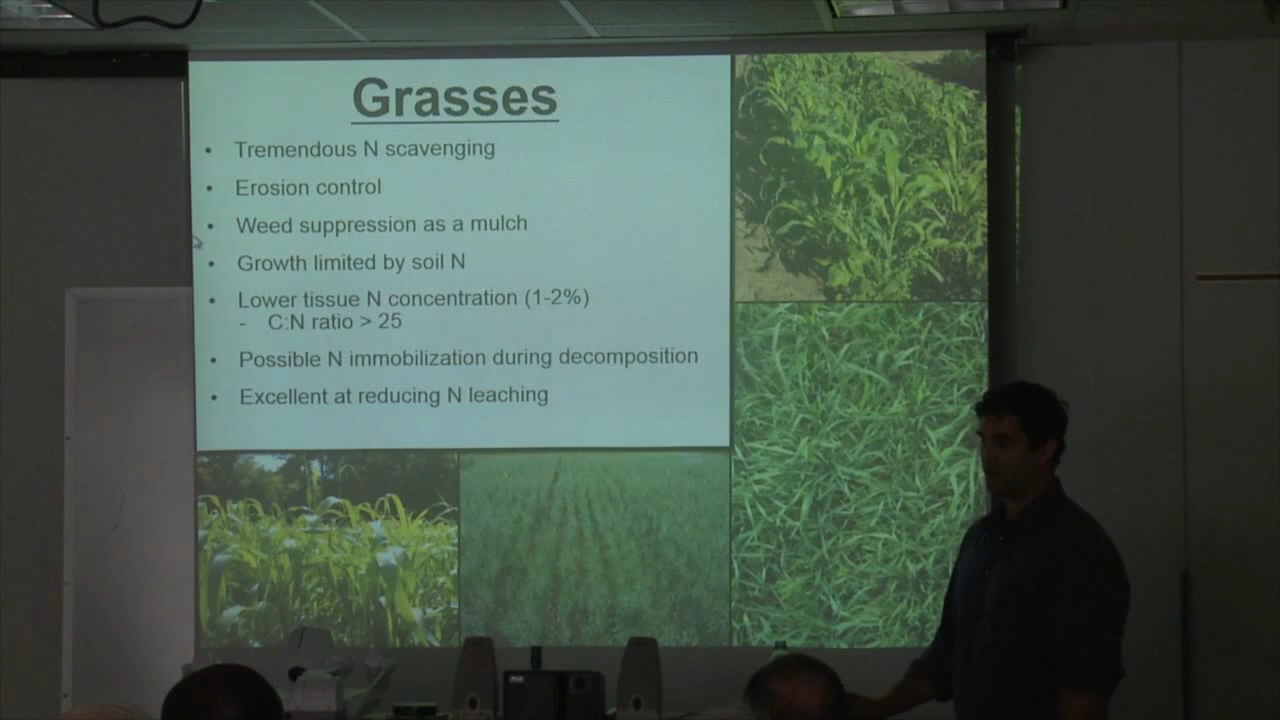 Grasses
• Tremendous N scavenging
• Erosion control
• Weed suppression as a mulch
• Growth limited by soil N
• Lower tissue N concentration (1-2%)
- C:N ratio > 25
• Possible N immobilization during decomposition
• Excellent at reducing N leaching